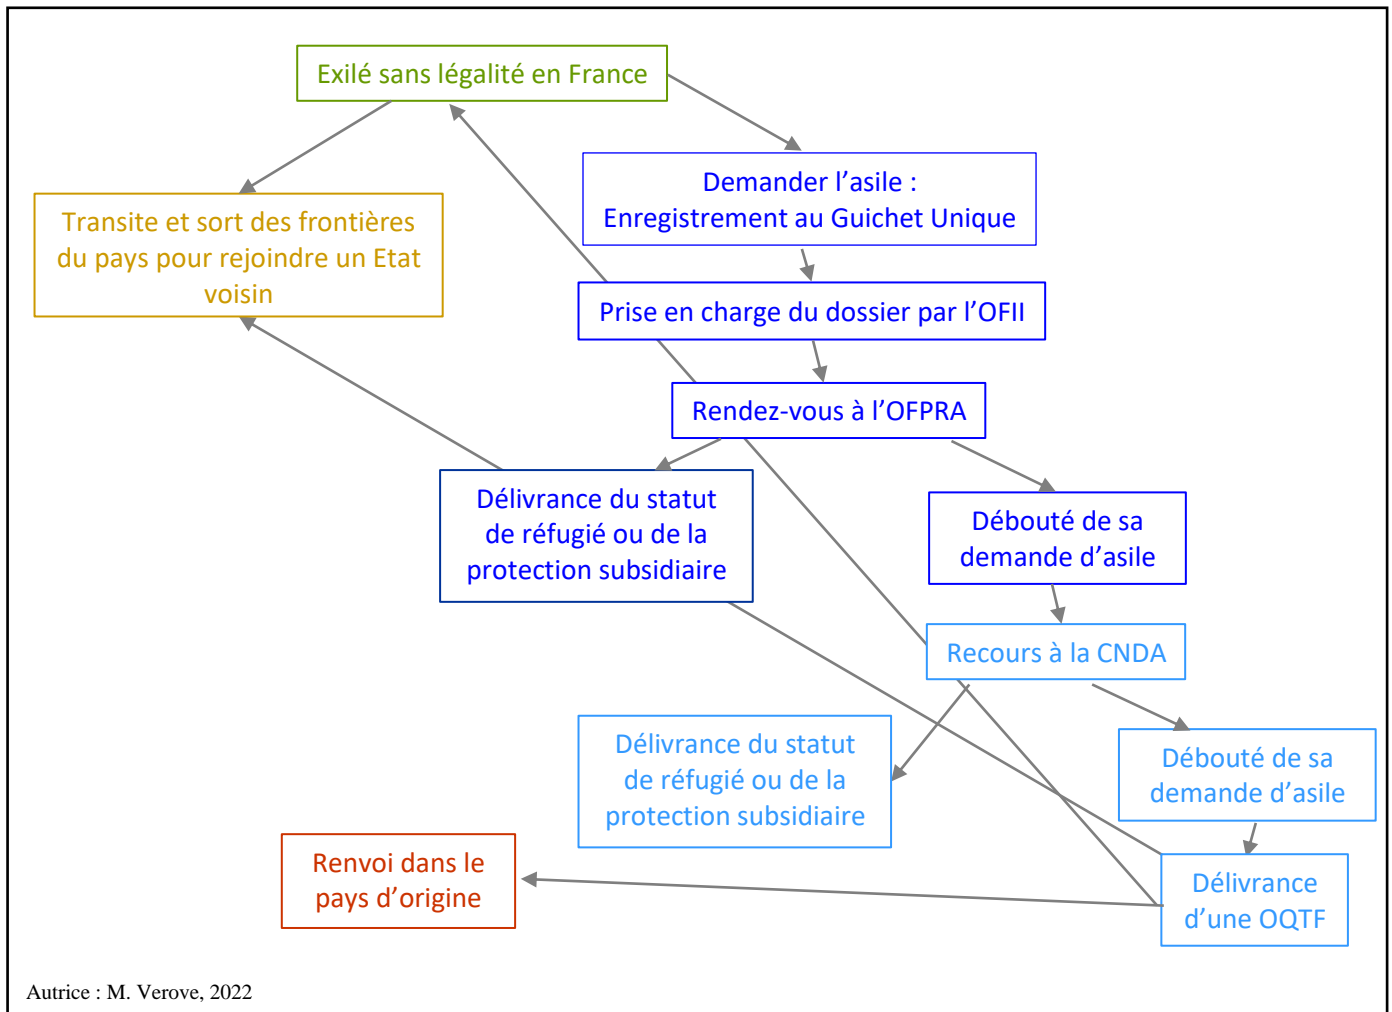 Exilé sans légalité en France
Demander l’asile :
Enregistrement au Guichet Unique
Transite et sort des frontières
du pays pour rejoindre un Etat
voisin
Prise en charge du dossier par l’OFII
Rendez-vous à l’OFPRA
Délivrance du statut
de réfugié ou de la
protection subsidiaire
Débouté de sa
demande d’asile
Recours à la CNDA
Délivrance du statut
de réfugié ou de la
protection subsidiaire
Débouté de sa
demande d’asile
Renvoi dans le
pays d’origine
Délivrance
d’une OQTF
Autrice : M. Verove, 2022